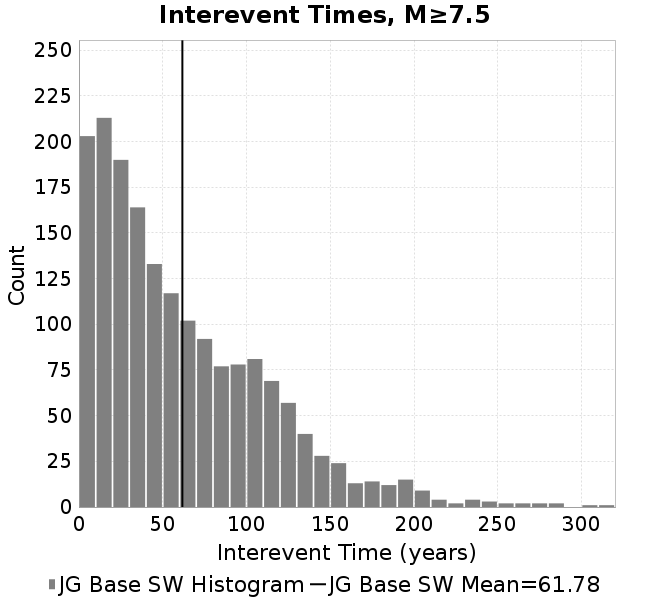 Interevent Times, M≥7.5
250
225
200
175
150
125
100
75
50
25
0
Count
0 50 100 150 200 250 300
Interevent Time (years)
JG Base SW Histogram JG Base SW Mean=61.78